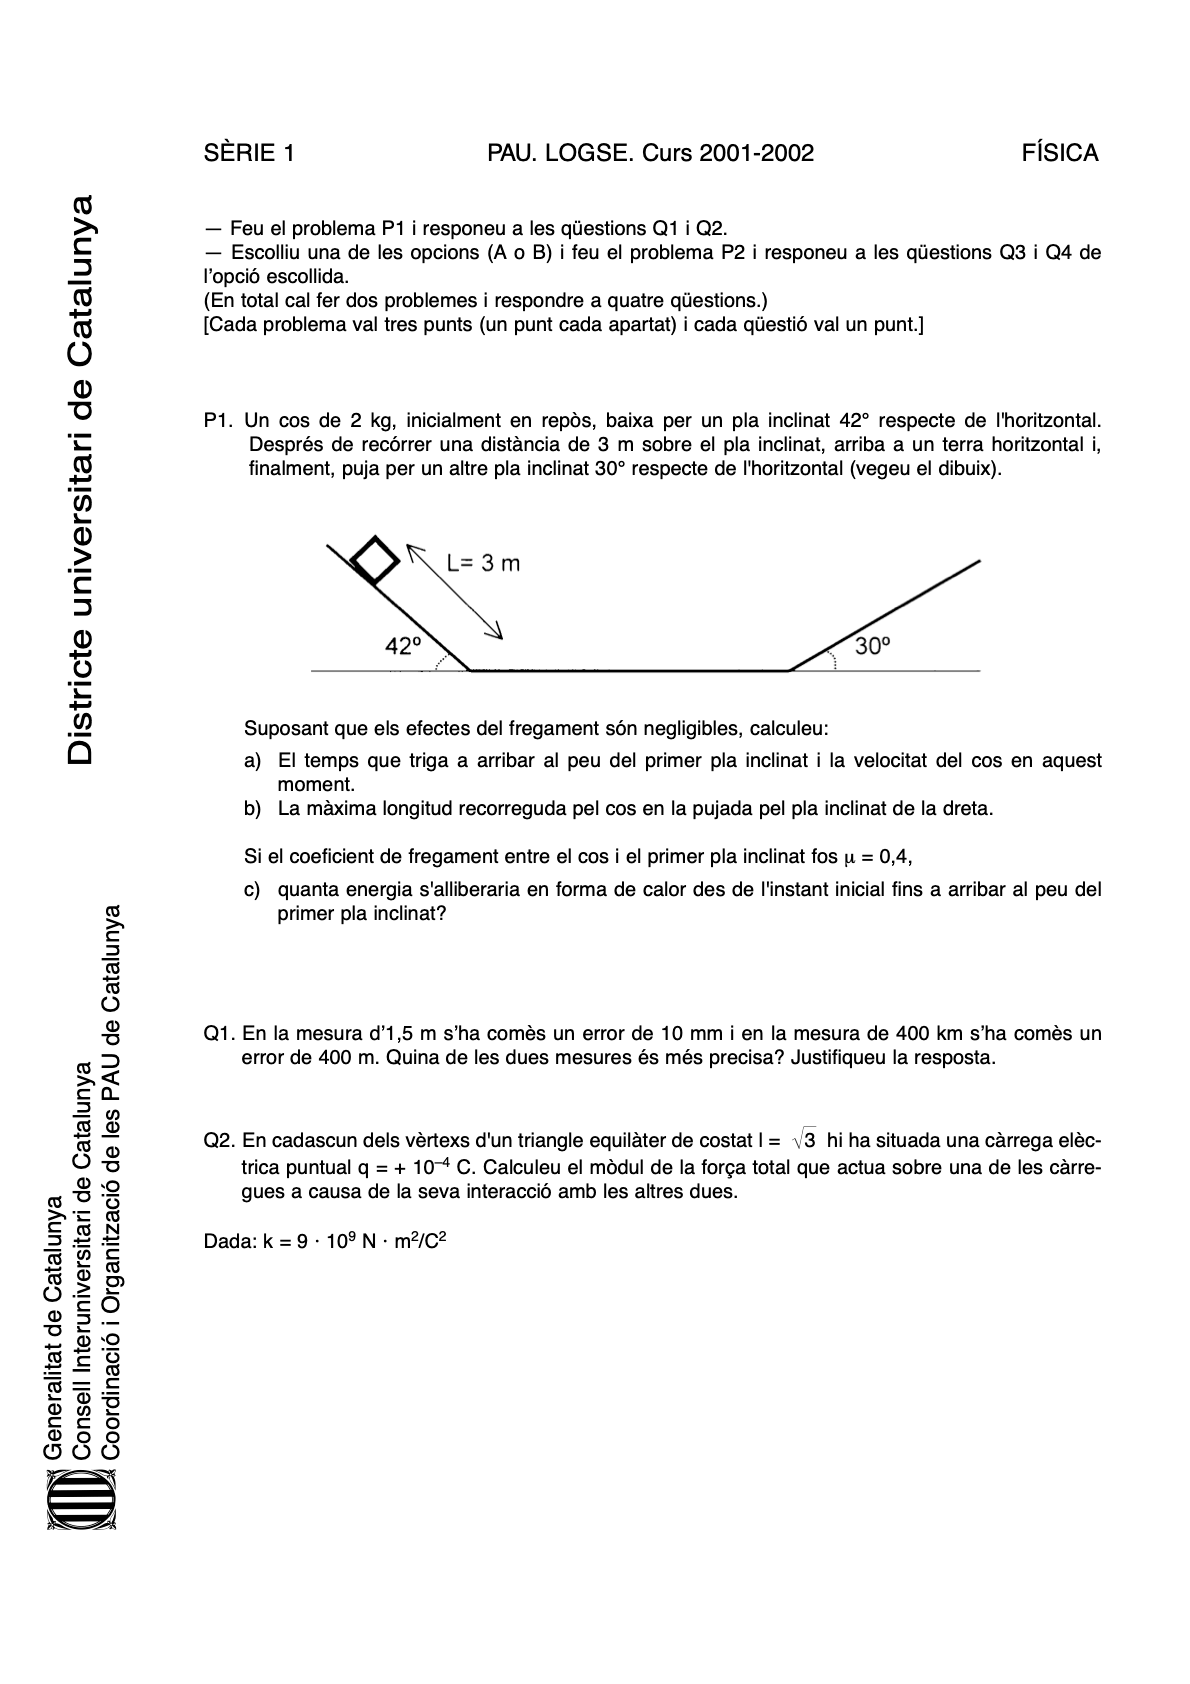 SÈRIE 1 PAU. LOGSE. Curs 2001-2002 FÍSICA
— Feu el problema P1 i responeu a les qüestions Q1 i Q2.
— Escolliu una de les opcions (A o B) i feu el problema P2 i responeu a les qüestions Q3 i Q4 de
l'opció escollida.
(En total cal fer dos problemes i respondre a quatre qüestions.)
[Cada problema val tres punts (un punt cada apartat) i cada qüestió val un punt.]
P1. Un cos de 2 kg, inicialment en repòs, baixa per un pla inclinat 42° respecte de l'horitzontal.
Després de recórrer una distància de 3 m sobre el pla inclinat, arriba a un terra horitzontal i,
finalment, puja per un altre pla inclinat 30° respecte de l'horitzontal (vegeu el dibuix).
L= 3 m
42º
30º
Suposant que els efectes del fregament són negligibles, calculeu:
a) El temps que triga a arribar al peu del primer pla inclinat i la velocitat del cos en aquest
moment.
b) La màxima longitud recorreguda pel cos en la pujada pel pla inclinat de la dreta.
Si el coeficient de fregament entre el cos i el primer pla inclinat fos µ = 0,4,
c) quanta energia s'alliberaria en forma de calor des de l'instant inicial fins a arribar al peu del
primer pla inclinat?
Q1. En la mesura d'1,5 m s'ha comès un error de 10 mm i en la mesura de 400 km s'ha comès un
error de 400 m. Quina de les dues mesures és més precisa? Justifiqueu la resposta.
Q2. En cadascun dels vèrtexs d'un triangle equilàter de costat l = √3 hi ha situada una càrrega elèc-
trica puntual q = + 10⁻⁴ C. Calculeu el mòdul de la força total que actua sobre una de les càrre-
gues a causa de la seva interacció amb les altres dues.
Dada: k = 9 · 10⁹ N · m²/C²
Districte universitari de Catalunya
Generalitat de Catalunya
Consell Interuniversitari de Catalunya
Coordinació i Organització de les PAU de Catalunya